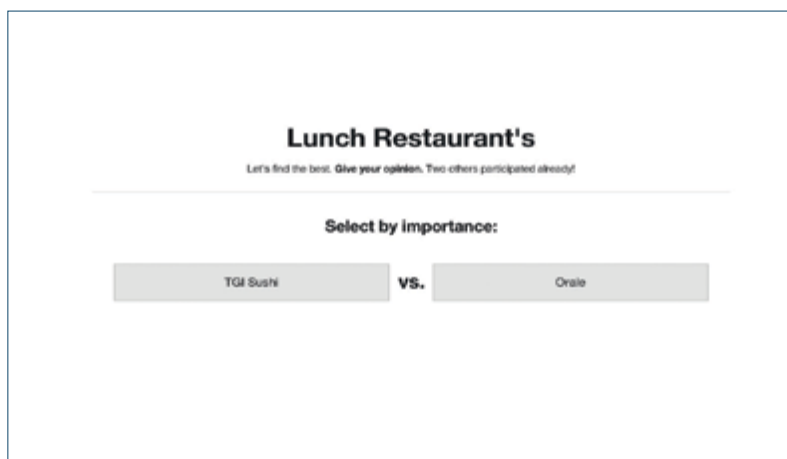 Lunch Restaurant's
Let's find the best. Give your opinion. Two others participated already!
Select by importance:
TGI Sushi vs. Orale